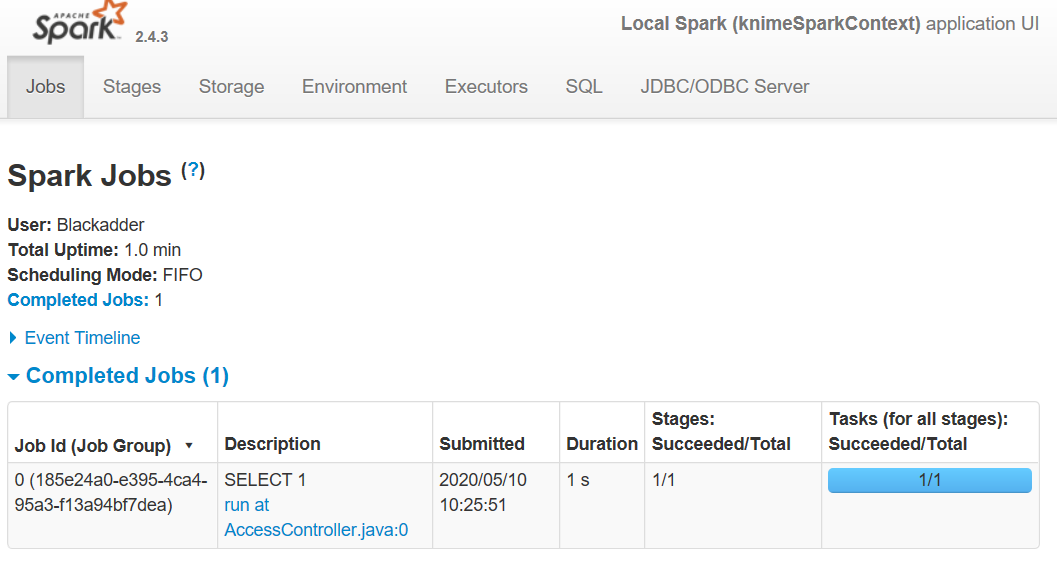 APACHE
Spark 2.4.3
Local Spark (knimeSparkContext) application UI
Jobs Stages Storage Environment Executors SQL JDBC/ODBC Server
Spark Jobs (?)
User: Blackadder
Total Uptime: 1.0 min
Scheduling Mode: FIFO
Completed Jobs: 1
Event Timeline
Completed Jobs (1)
Job Id (Job Group) Description Submitted Duration Stages: Succeeded/Total Tasks (for all stages): Succeeded/Total
0 (185e24a0-e395-4ca4- SELECT 1 2020/05/10 1 s 1/1 1/1
95a3-f13a94bf7dea) run at 10:25:51
AccessController.java:0